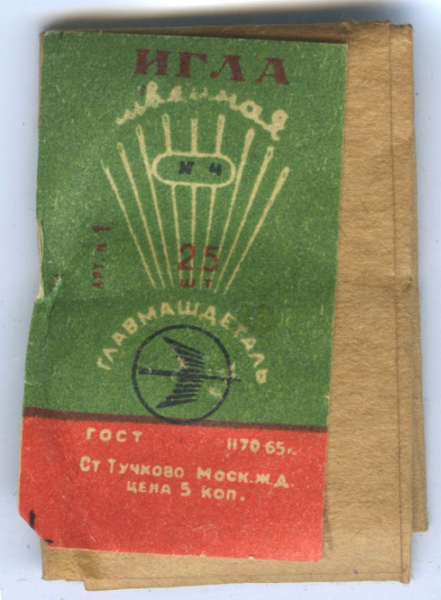 ИГЛА
швейная
№ 4
АРТ. № 1
25
ШТ
ГЛАВМАШДЕТАЛЬ
ГОСТ 1170-65г.
Ст Тучково Моск.ж.д.
ЦЕНА 5 коп.